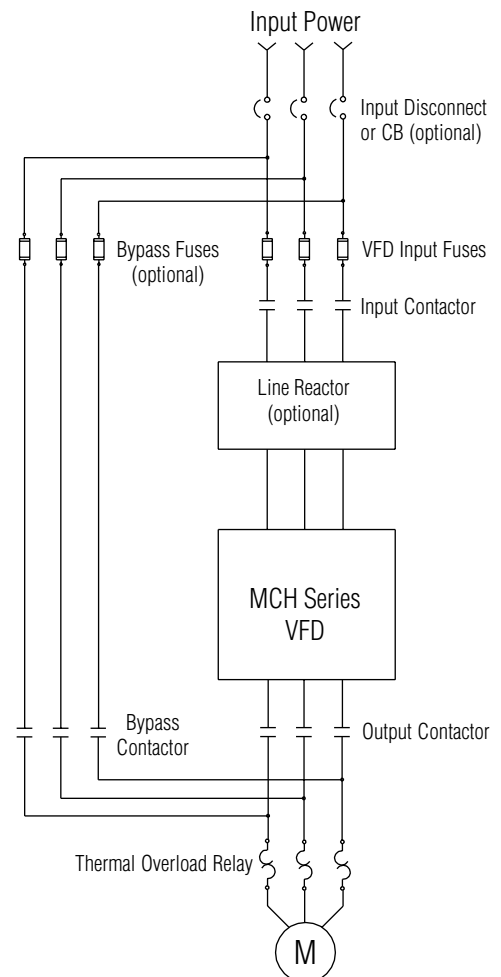 Input Power
Input Disconnect
or CB (optional)
Bypass Fuses
(optional)
VFD Input Fuses
Input Contactor
Line Reactor
(optional)
MCH Series
VFD
Bypass
Contactor
Output Contactor
Thermal Overload Relay
M